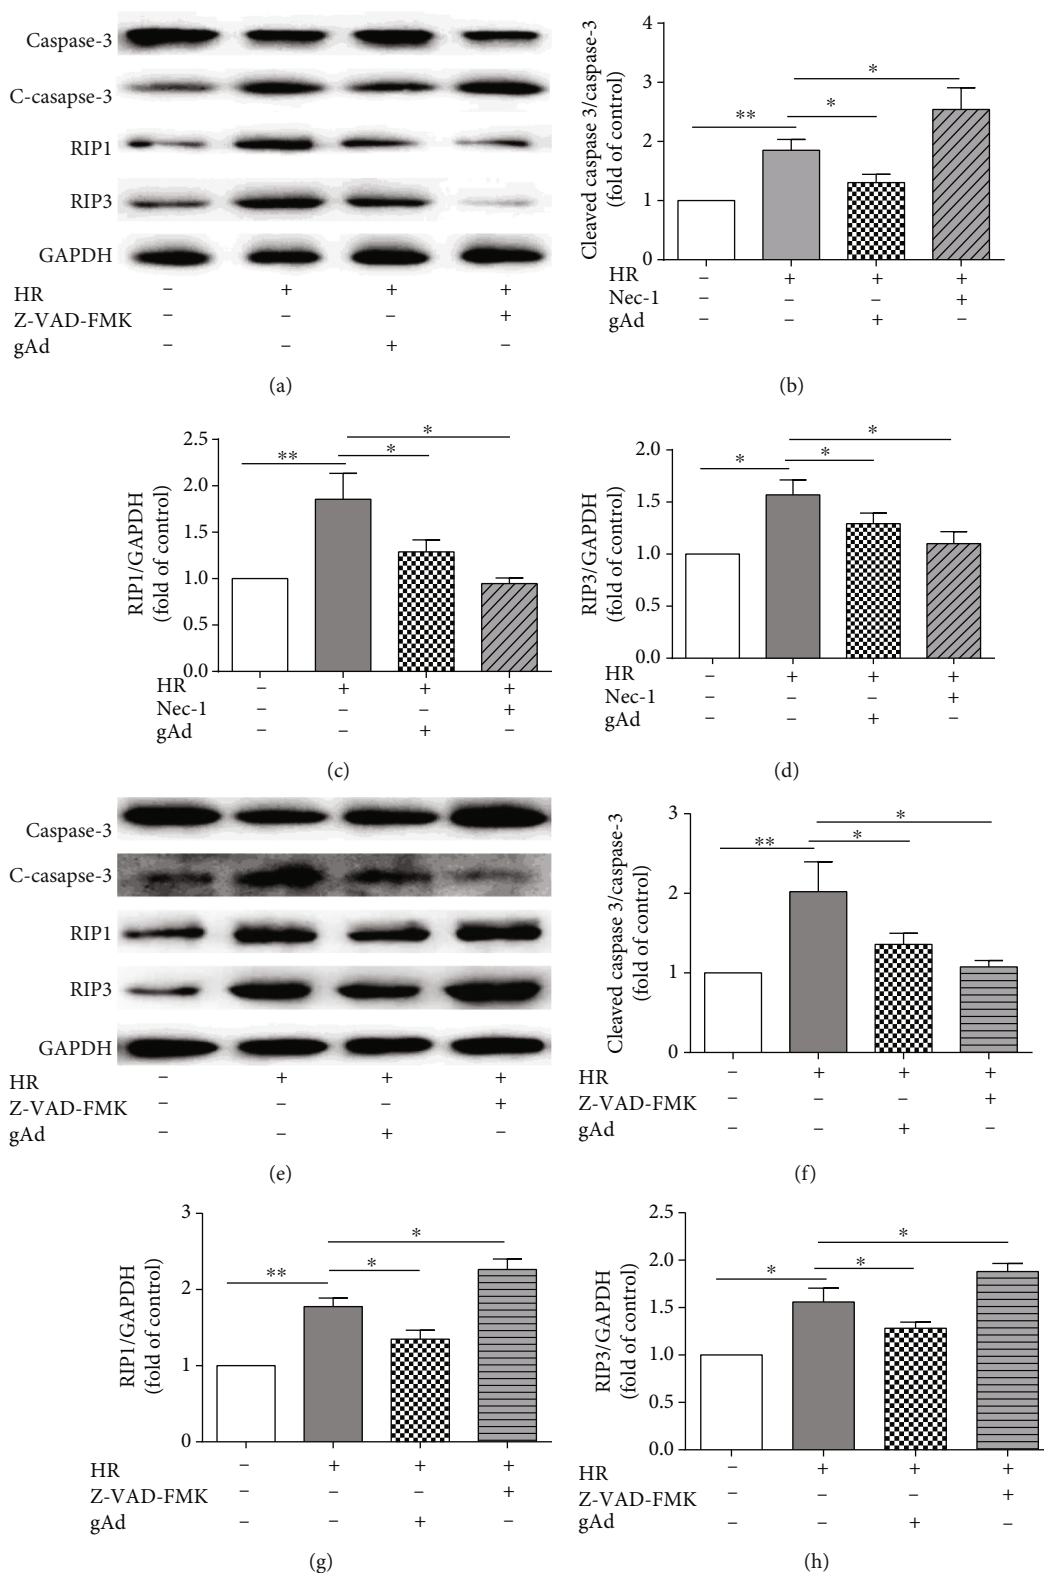 Caspase-3
C-casapse-3
RIP1
RIP3
GAPDH
HR − + + +
Z-VAD-FMK − − − +
gAd − − + −
(a)
Cleaved caspase 3/caspase-3
(fold of control)
4
3
2
1
0
**
*
*
HR − + + +
Nec-1 − − − +
gAd − − + −
(b)
RIP1/GAPDH
(fold of control)
2.5
2.0
1.5
1.0
0.5
0.0
**
*
*
HR − + + +
Nec-1 − − − +
gAd − − + −
(c)
RIP3/GAPDH
(fold of control)
2.0
1.5
1.0
0.5
0.0
*
*
*
HR − + + +
Nec-1 − − − +
gAd − − + −
(d)
Caspase-3
C-casapse-3
RIP1
RIP3
GAPDH
HR − + + +
Z-VAD-FMK − − − +
gAd − − + −
(e)
Cleaved caspase 3/caspase-3
(fold of control)
3
2
1
0
**
*
*
HR − + + +
Z-VAD-FMK − − − +
gAd − − + −
(f)
RIP1/GAPDH
(fold of control)
3
2
1
0
**
*
*
HR − + + +
Z-VAD-FMK − − − +
gAd − − + −
(g)
RIP3/GAPDH
(fold of control)
2.5
2.0
1.5
1.0
0.5
0.0
*
*
*
HR − + + +
Z-VAD-FMK − − − +
gAd − − + −
(h)